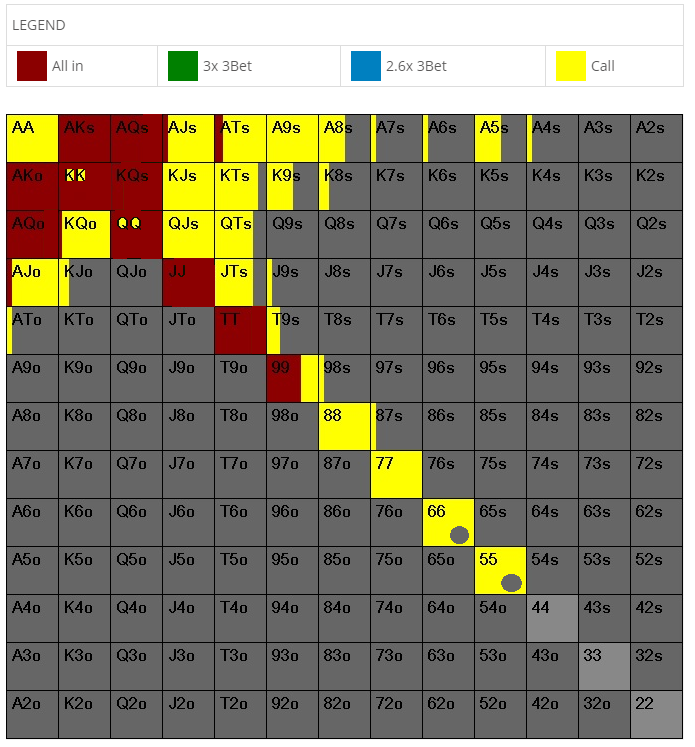 LEGEND
All in 3x 3Bet 2.6x 3Bet Call
AA AKs AQs AJs ATs A9s A8s A7s A6s A5s A4s A3s A2s
AKo KK KQs KJs KTs K9s K8s K7s K6s K5s K4s K3s K2s
AQo KQo QQ QJs QTs Q9s Q8s Q7s Q6s Q5s Q4s Q3s Q2s
AJo KJo QJo JJ JTs J9s J8s J7s J6s J5s J4s J3s J2s
ATo KTo QTo JTo TT T9s T8s T7s T6s T5s T4s T3s T2s
A9o K9o Q9o J9o T9o 99 98s 97s 96s 95s 94s 93s 92s
A8o K8o Q8o J8o T8o 98o 88 87s 86s 85s 84s 83s 82s
A7o K7o Q7o J7o T7o 97o 87o 77 76s 75s 74s 73s 72s
A6o K6o Q6o J6o T6o 96o 86o 76o 66 65s 64s 63s 62s
A5o K5o Q5o J5o T5o 95o 85o 75o 65o 55 54s 53s 52s
A4o K4o Q4o J4o T4o 94o 84o 74o 64o 54o 44 43s 42s
A3o K3o Q3o J3o T3o 93o 83o 73o 63o 53o 43o 33 32s
A2o K2o Q2o J2o T2o 92o 82o 72o 62o 52o 42o 32o 22